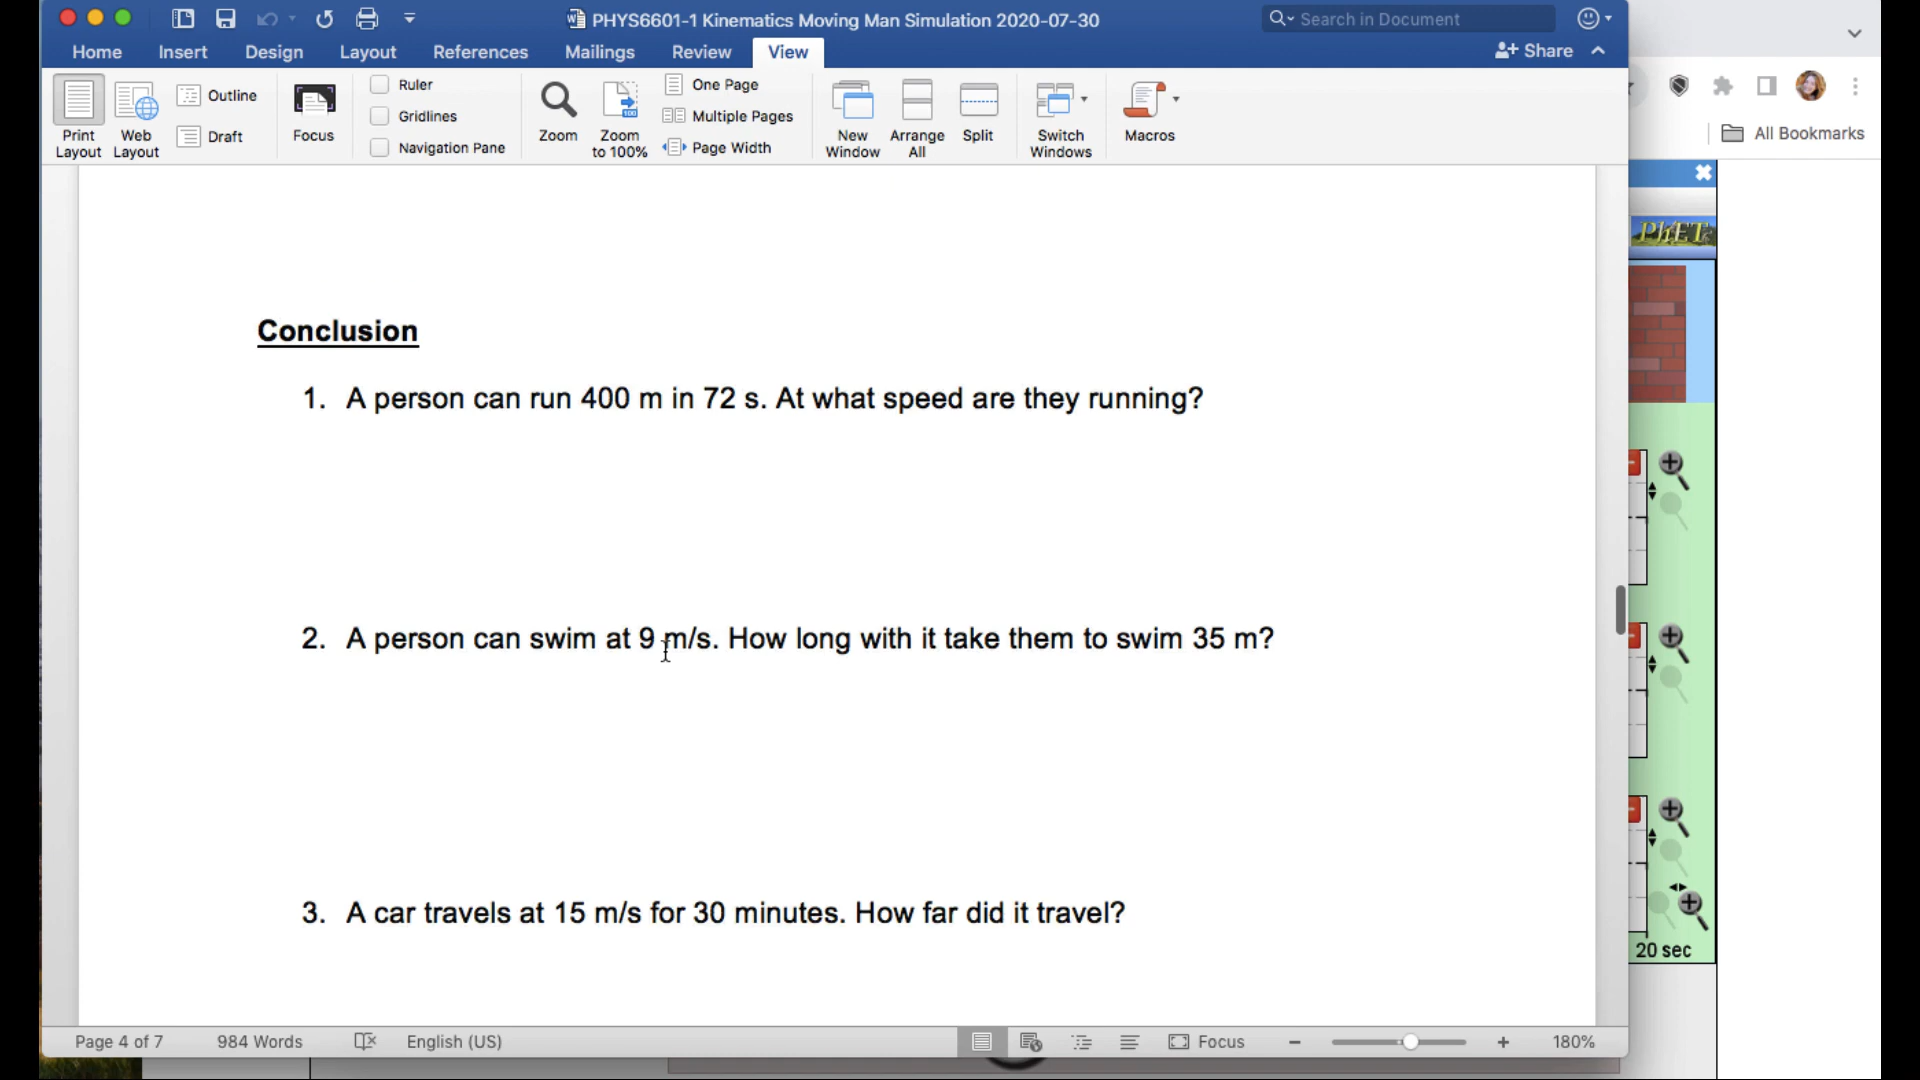 PHYS6601-1 Kinematics Moving Man Simulation 2020-07-30
Search in Document
Home Insert Design Layout References Mailings Review View
Share
Print Layout
Web Layout
Outline
Draft
Focus
Ruler
Gridlines
Navigation Pane
Zoom
Zoom to 100%
100
One Page
Multiple Pages
Page Width
New Window
Arrange All
Split
Switch Windows
Macros
All Bookmarks
PhET
Conclusion
1. A person can run 400 m in 72 s. At what speed are they running?
2. A person can swim at 9 m/s. How long with it take them to swim 35 m?
3. A car travels at 15 m/s for 30 minutes. How far did it travel?
20 sec
Page 4 of 7 984 Words English (US) Focus 180%